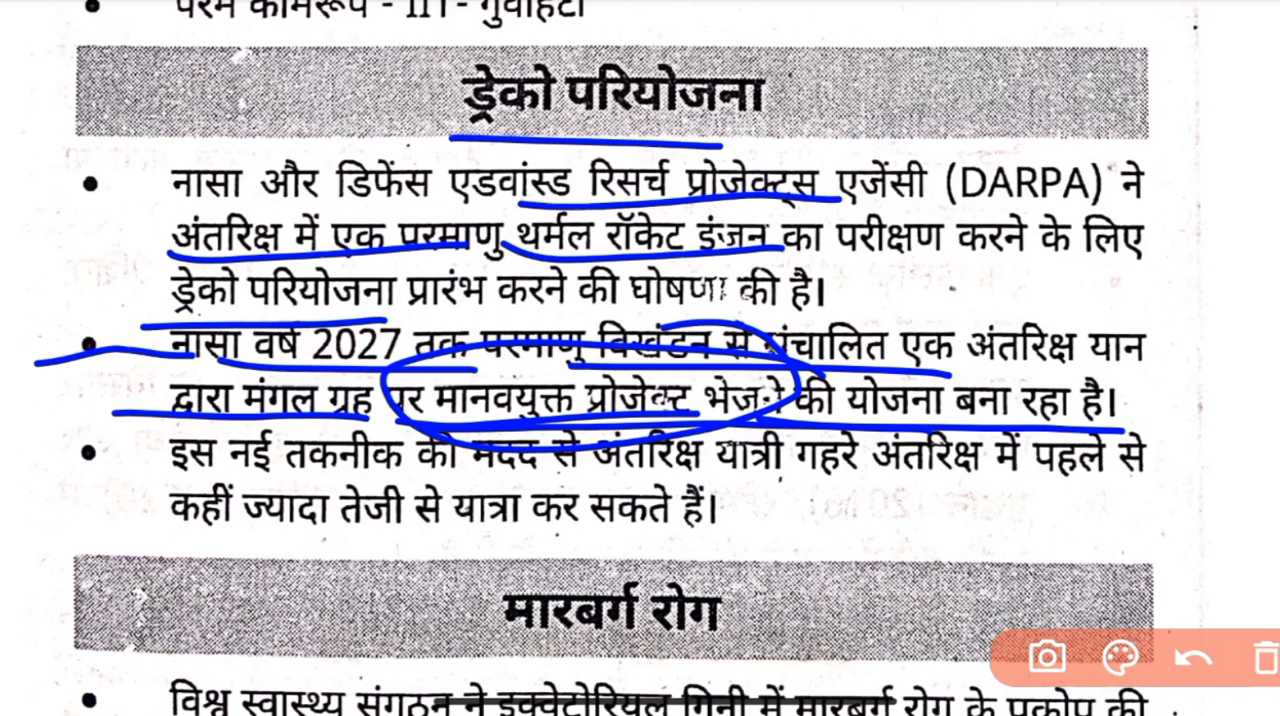 • परम कामरूप - IIT- गुवाहटी
ड्रेको परियोजना
• नासा और डिफेंस एडवांस्ड रिसर्च प्रोजेक्ट्स एजेंसी (DARPA) ने
अंतरिक्ष में एक परमाणु थर्मल रॉकेट इंजन का परीक्षण करने के लिए
ड्रेको परियोजना प्रारंभ करने की घोषणा की है।
• नासा वर्ष 2027 तक परमाणु विखंडन से संचालित एक अंतरिक्ष यान
द्वारा मंगल ग्रह पर मानवयुक्त प्रोजेक्ट भेजने की योजना बना रहा है।
• इस नई तकनीक की मदद से अंतरिक्ष यात्री गहरे अंतरिक्ष में पहले से
कहीं ज्यादा तेजी से यात्रा कर सकते हैं।
मारबर्ग रोग
• विश्व स्वास्थ्य संगठन ने इक्वेटोरियल गिनी में मारबर्ग रोग के प्रकोप की